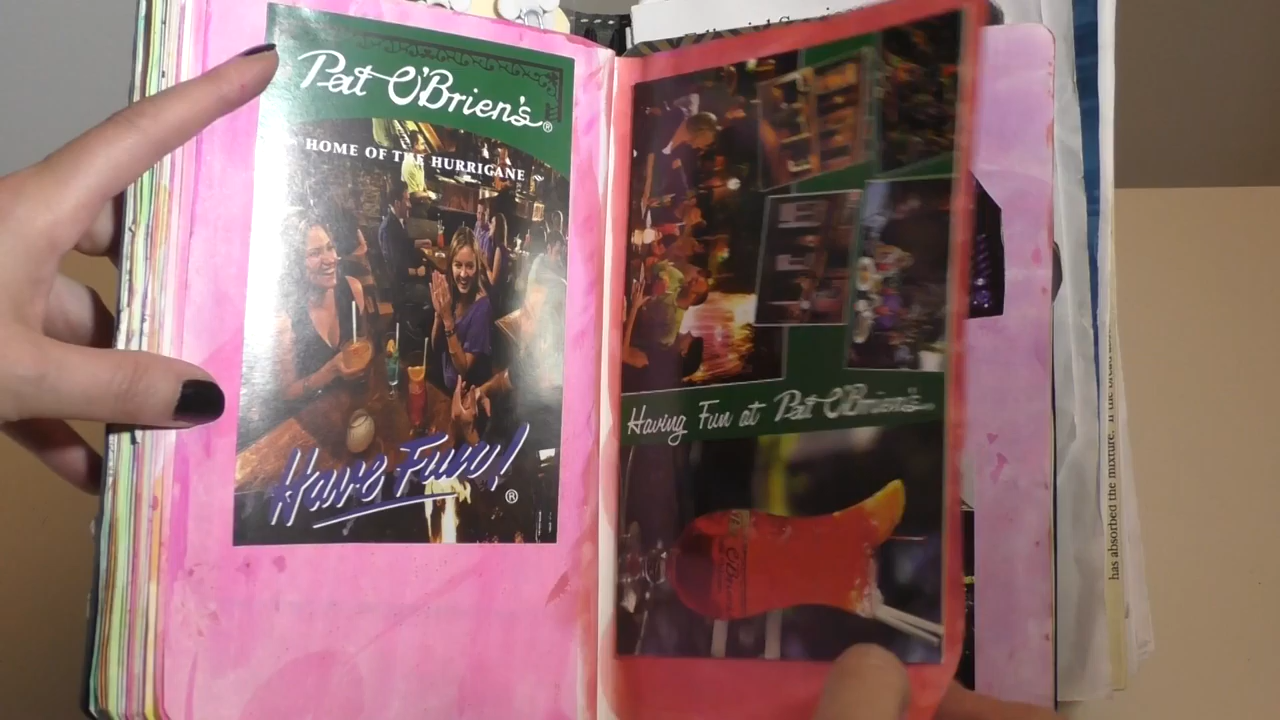 Pat O'Brien's®
HOME OF THE HURRICANE
Have Fun!
®
Having Fun at Pat O'Brien's
has absorbed the mixture.